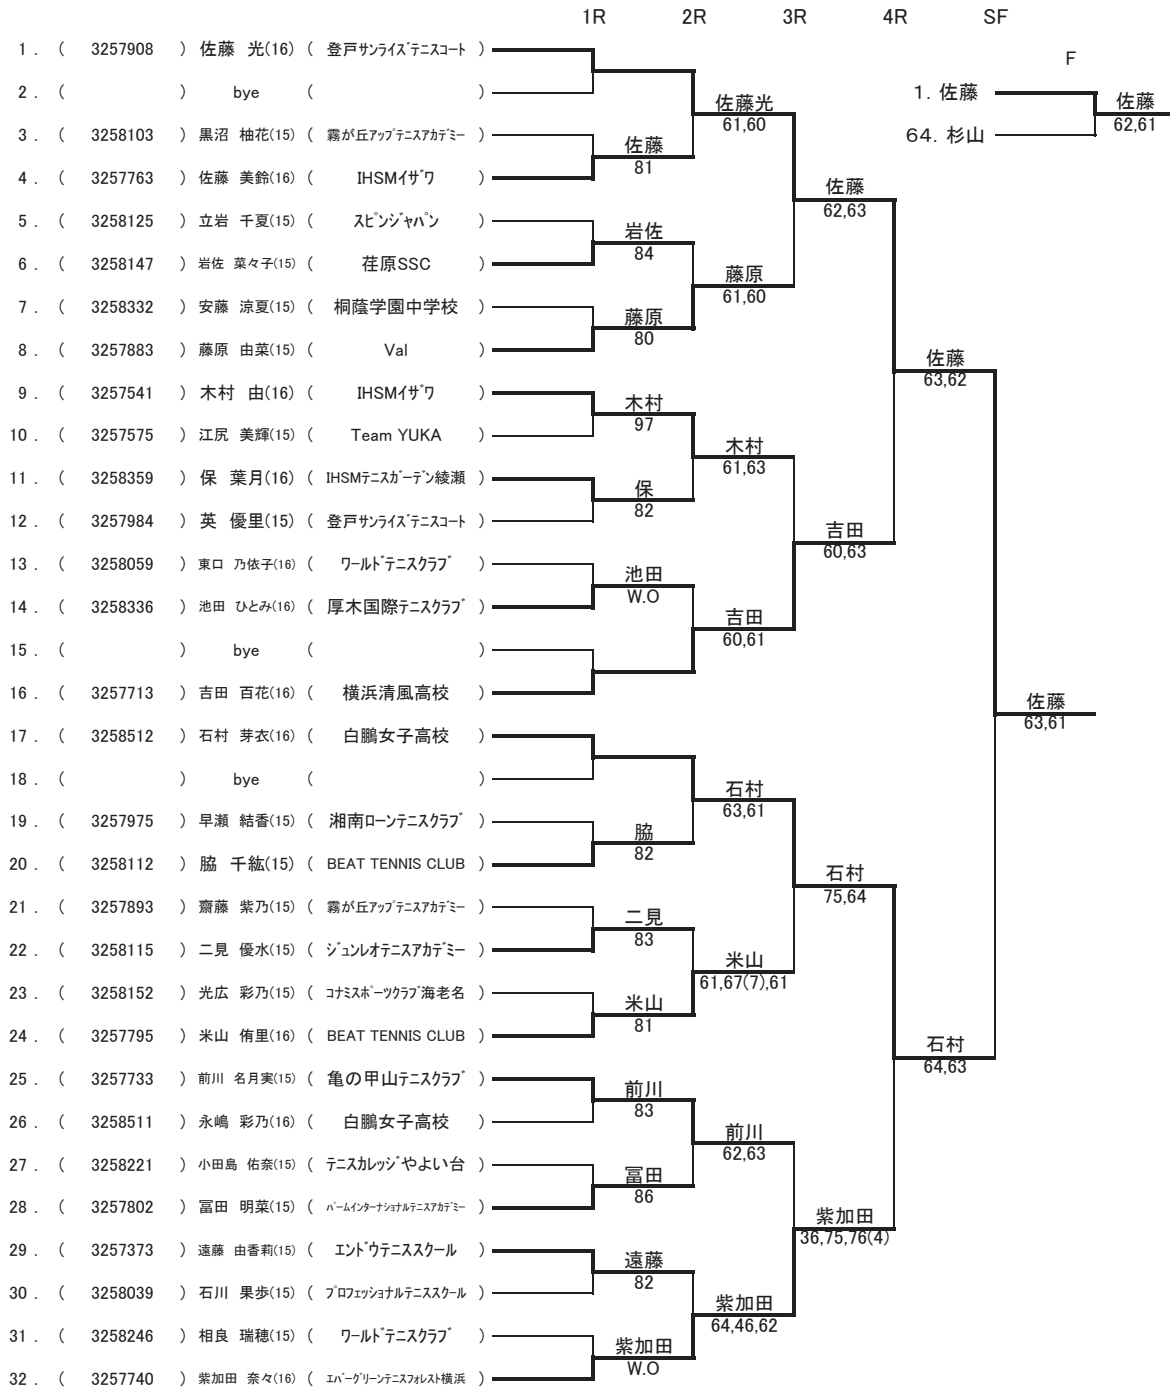 1R 2R 3R 4R SF
F
1. 佐藤
佐藤
62,61
64. 杉山
1. ( 3257908 ) 佐藤 光(16) ( 登戸サンライズテニスコート )
2. ( ) bye ( )
3. ( 3258103 ) 黒沼 柚花(15) ( 霧が丘アップテニスアカデミー )
4. ( 3257763 ) 佐藤 美鈴(16) ( IHSMイザワ )
5. ( 3258125 ) 立岩 千夏(15) ( スピンジャパン )
6. ( 3258147 ) 岩佐 菜々子(15) ( 荏原SSC )
7. ( 3258332 ) 安藤 涼夏(15) ( 桐蔭学園中学校 )
8. ( 3257883 ) 藤原 由菜(15) ( Val )
9. ( 3257541 ) 木村 由(16) ( IHSMイザワ )
10. ( 3257575 ) 江尻 美輝(15) ( Team YUKA )
11. ( 3258359 ) 保 葉月(16) ( IHSMテニスガーデン綾瀬 )
12. ( 3257984 ) 英 優里(15) ( 登戸サンライズテニスコート )
13. ( 3258059 ) 東口 乃依子(16) ( ワールドテニスクラブ )
14. ( 3258336 ) 池田 ひとみ(16) ( 厚木国際テニスクラブ )
15. ( ) bye ( )
16. ( 3257713 ) 吉田 百花(16) ( 横浜清風高校 )
17. ( 3258512 ) 石村 芽衣(16) ( 白鵬女子高校 )
18. ( ) bye ( )
19. ( 3257975 ) 早瀬 結香(15) ( 湘南ローンテニスクラブ )
20. ( 3258112 ) 脇 千紘(15) ( BEAT TENNIS CLUB )
21. ( 3257893 ) 齋藤 紫乃(15) ( 霧が丘アップテニスアカデミー )
22. ( 3258115 ) 二見 優水(15) ( ジュンレオテニスアカデミー )
23. ( 3258152 ) 光広 彩乃(15) ( コナミスポーツクラブ海老名 )
24. ( 3257795 ) 米山 侑里(16) ( BEAT TENNIS CLUB )
25. ( 3257733 ) 前川 名月実(15) ( 亀の甲山テニスクラブ )
26. ( 3258511 ) 永嶋 彩乃(16) ( 白鵬女子高校 )
27. ( 3258221 ) 小田島 佑奈(15) ( テニスカレッジやよい台 )
28. ( 3257802 ) 冨田 明菜(15) ( パームインターナショナルテニスアカデミー )
29. ( 3257373 ) 遠藤 由香莉(15) ( エンドウテニススクール )
30. ( 3258039 ) 石川 果歩(15) ( プロフェッショナルテニススクール )
31. ( 3258246 ) 相良 瑞穂(15) ( ワールドテニスクラブ )
32. ( 3257740 ) 紫加田 奈々(16) ( エバーグリーンテニスフォレスト横浜 )
佐藤
81
岩佐
84
藤原
80
木村
97
保
82
池田
W.O
脇
82
二見
83
米山
81
前川
83
冨田
86
遠藤
82
紫加田
W.O
佐藤光
61,60
藤原
61,60
木村
61,63
吉田
60,61
石村
63,61
米山
61,67(7),61
前川
62,63
紫加田
64,46,62
佐藤
62,63
吉田
60,63
石村
75,64
紫加田
36,75,76(4)
佐藤
63,62
石村
64,63
佐藤
63,61